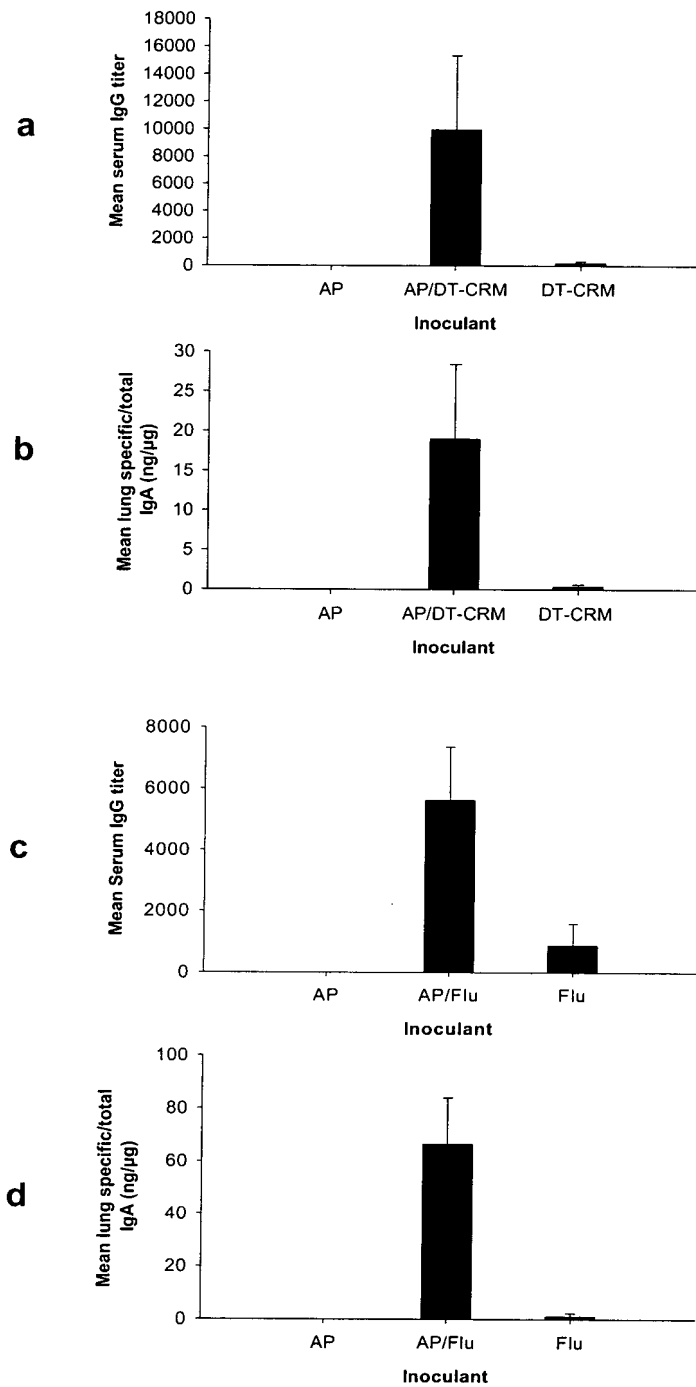 a
Mean serum IgG titer
18000
16000
14000
12000
10000
8000
6000
4000
2000
0
AP AP/DT-CRM DT-CRM
Inoculant
b
Mean lung specific/total
IgA (ng/µg)
30
25
20
15
10
5
0
AP AP/DT-CRM DT-CRM
Inoculant
c
Mean Serum IgG titer
8000
6000
4000
2000
0
AP AP/Flu Flu
Inoculant
d
Mean lung specific/total
IgA (ng/µg)
100
80
60
40
20
0
AP AP/Flu Flu
Inoculant